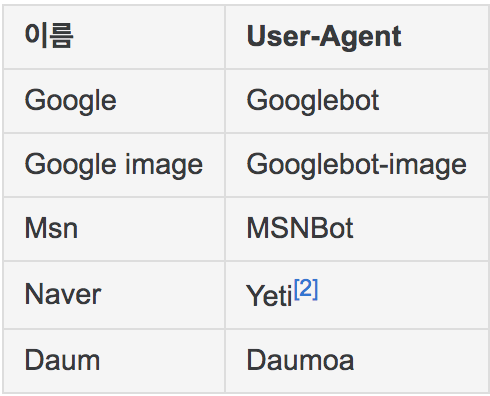 이름 User-Agent
Google Googlebot
Google image Googlebot-image
Msn MSNBot
Naver Yeti[2]
Daum Daumoa